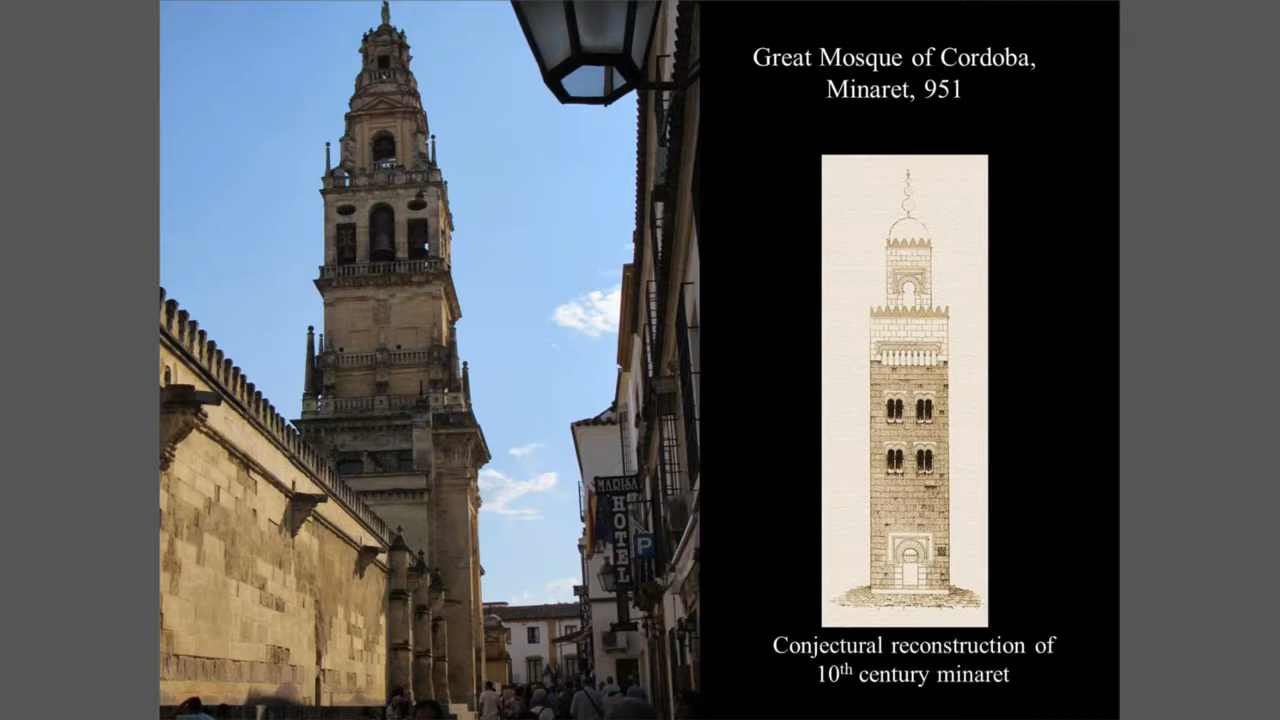 Great Mosque of Cordoba,
Minaret, 951
MARISA
HOTEL
P
Conjectural reconstruction of
10th century minaret